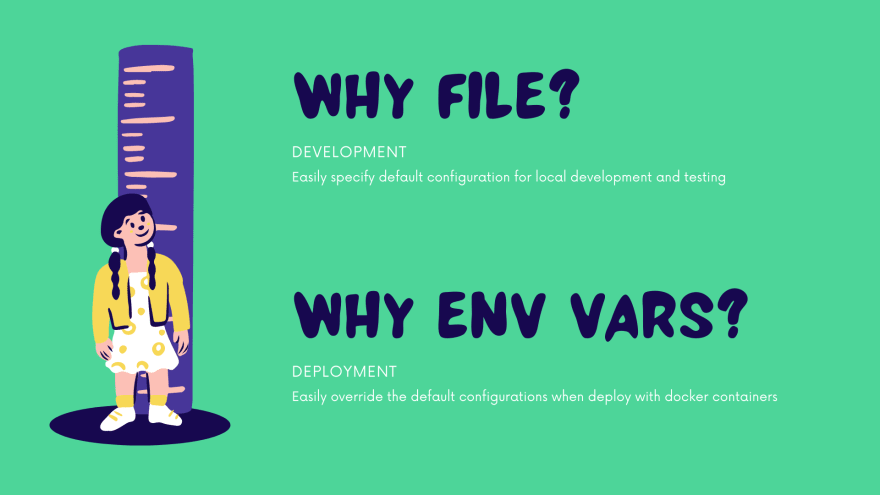 WHY FILE?
DEVELOPMENT
Easily specify default configuration for local development and testing
WHY ENV VARS?
DEPLOYMENT
Easily override the default configurations when deploy with docker containers